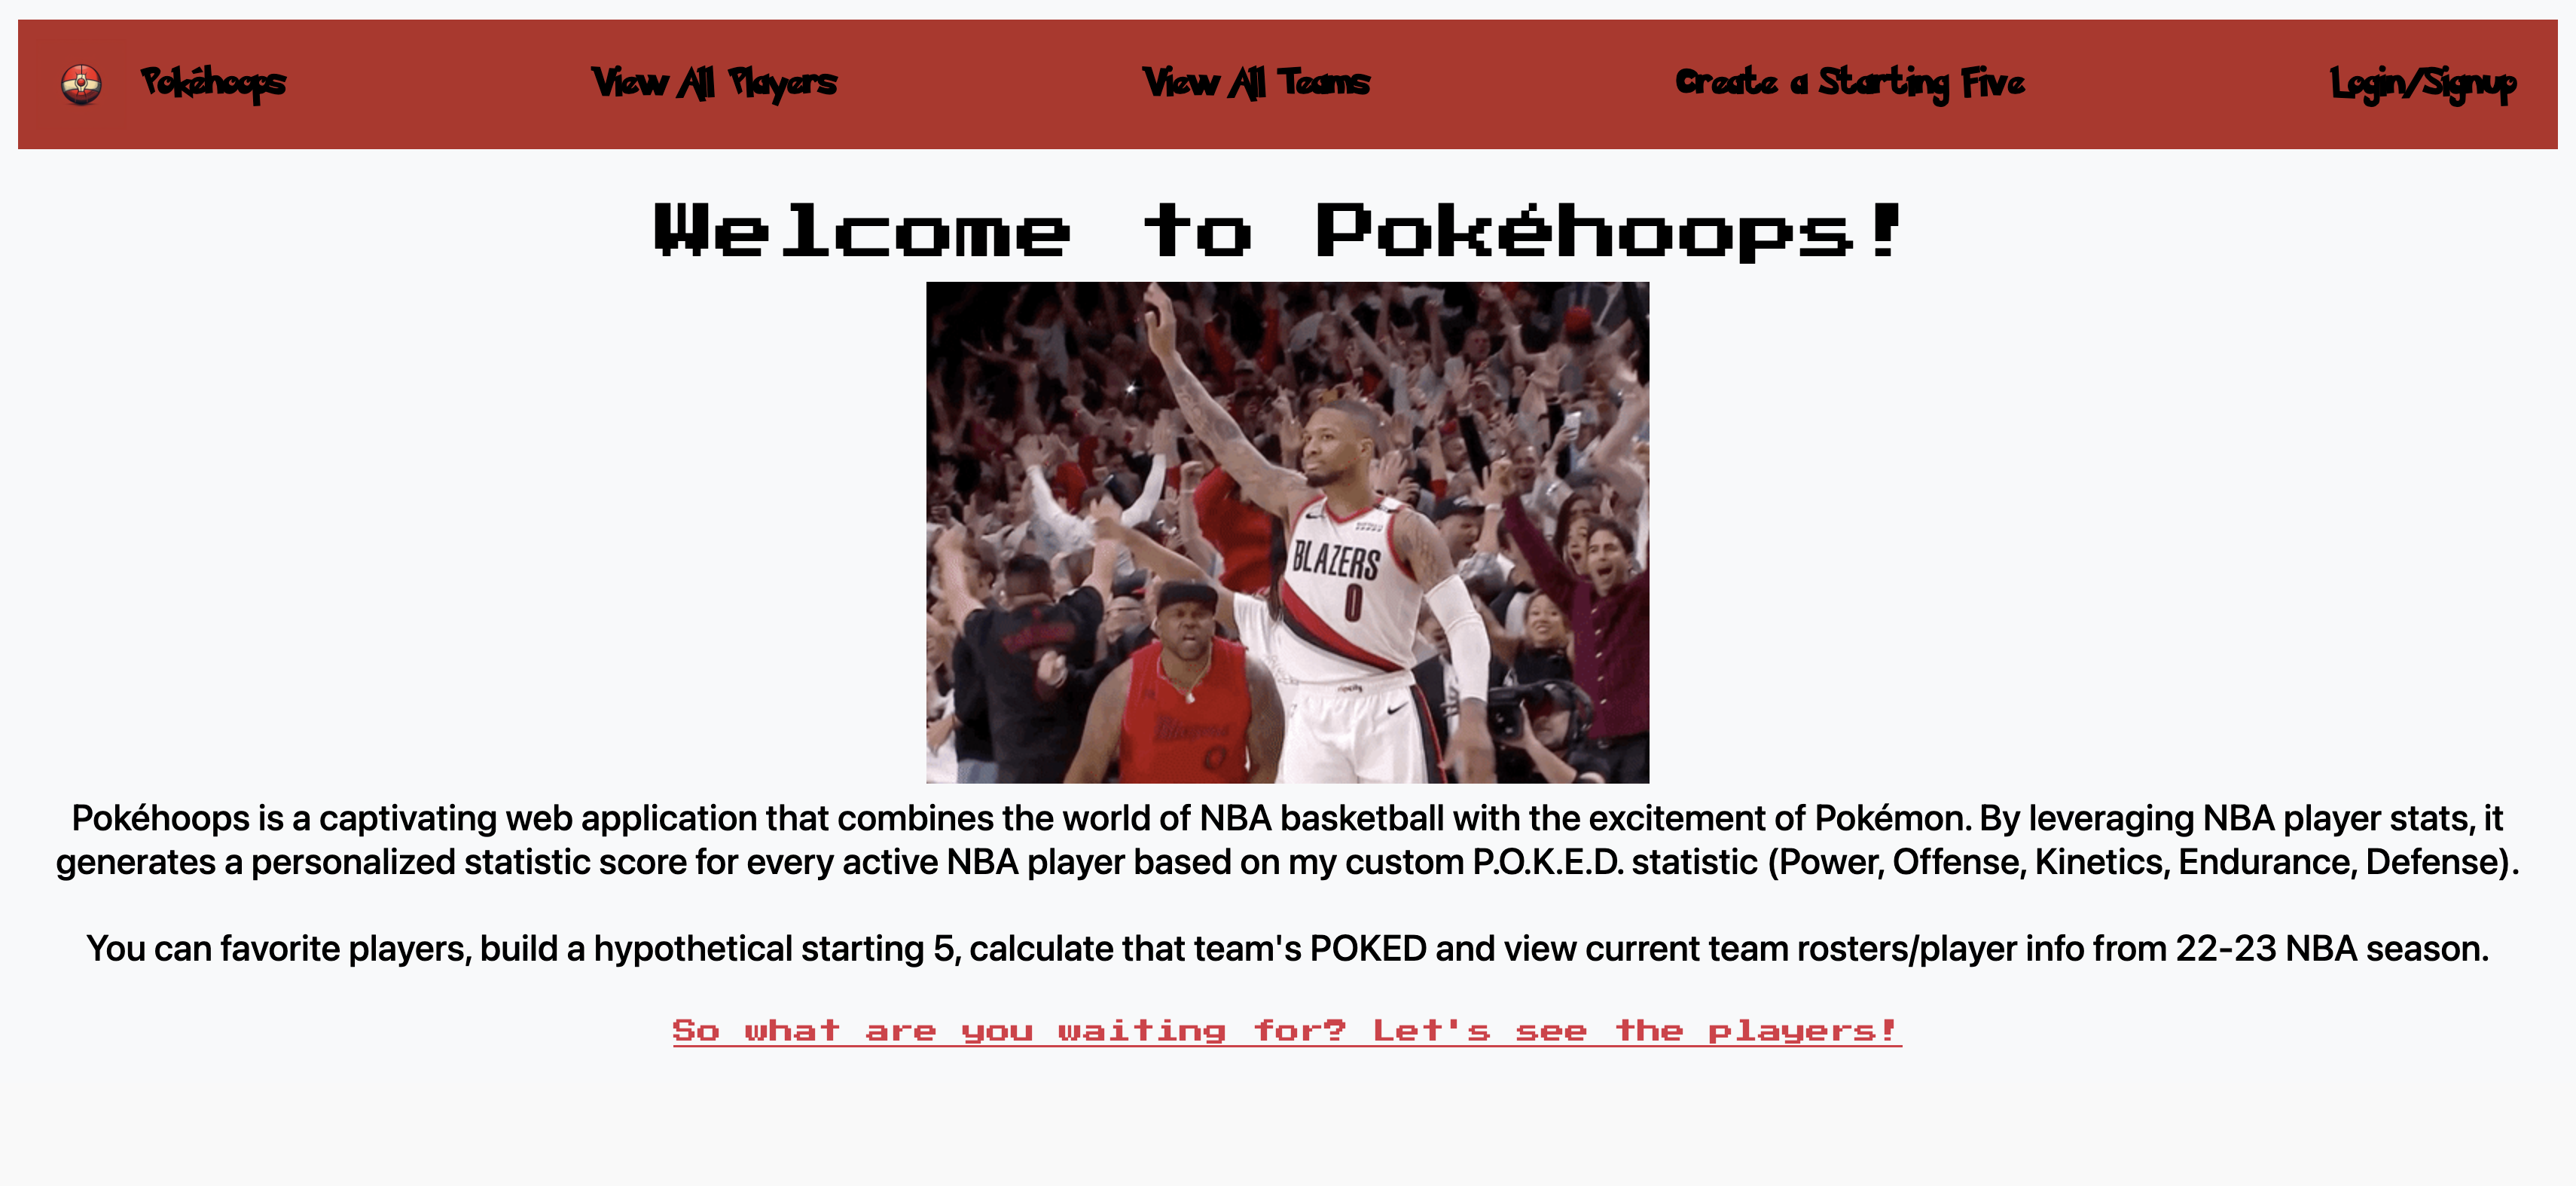 Pokéhoops
View All Players
View All Teams
Create a Starting Five
Login/Signup
Welcome to Pokéhoops!
BLAZERS
0
Blazers
0
Pokéhoops is a captivating web application that combines the world of NBA basketball with the excitement of Pokémon. By leveraging NBA player stats, it
generates a personalized statistic score for every active NBA player based on my custom P.O.K.E.D. statistic (Power, Offense, Kinetics, Endurance, Defense).
You can favorite players, build a hypothetical starting 5, calculate that team's POKED and view current team rosters/player info from 22-23 NBA season.
So what are you waiting for? Let's see the players!